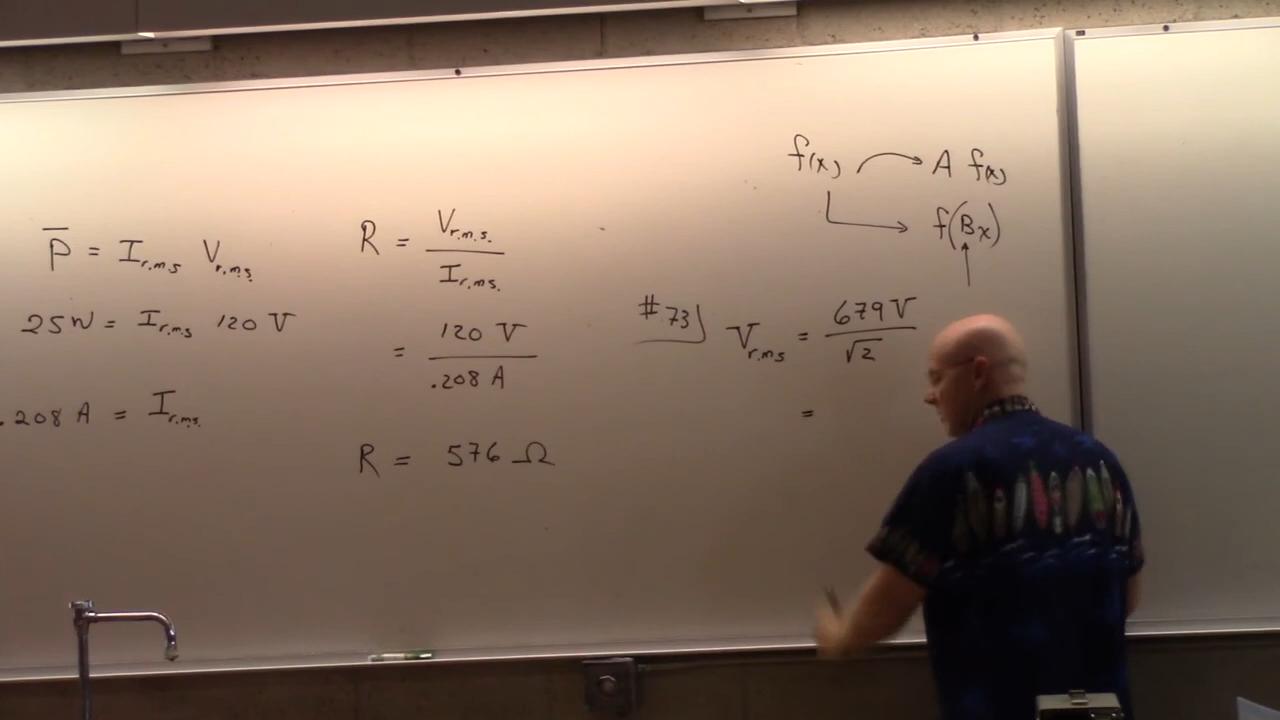 P̅ = I r.m.s V r.m.s.
25W = I r.m.s 120 V
.208 A = I r.m.s.
R = V r.m.s. / I r.m.s.
= 120 V / .208 A
R = 576 Ω
f(x) → A f(x)
→ f(Bx)
#73) V r.m.s = 679 V / √2
=